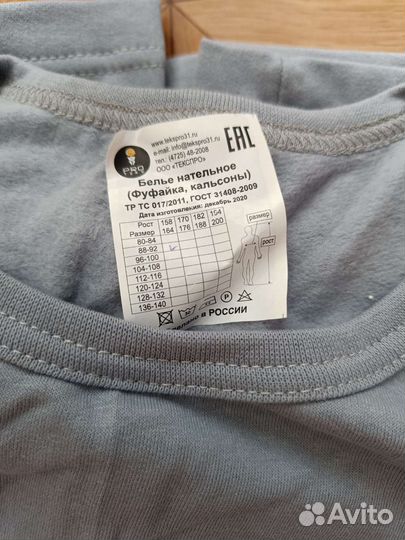 PRO
www.tekspro31.ru
e-mail: info@tekspro31.ru
тел.: (4725) 48-2008
ООО «ТЕКСПРО»
ЕАС
Белье нательное
(Фуфайка, кальсоны)
ТР ТС 017/2011, ГОСТ 31408-2009
Дата изготовления: декабрь 2020
Рост 158 170 182 194
Размер 164 176 188 200
80-84
88-92
96-100
104-108
112-116
120-124
128-132
136-140
размер
рост
в РОССИИ
Avito